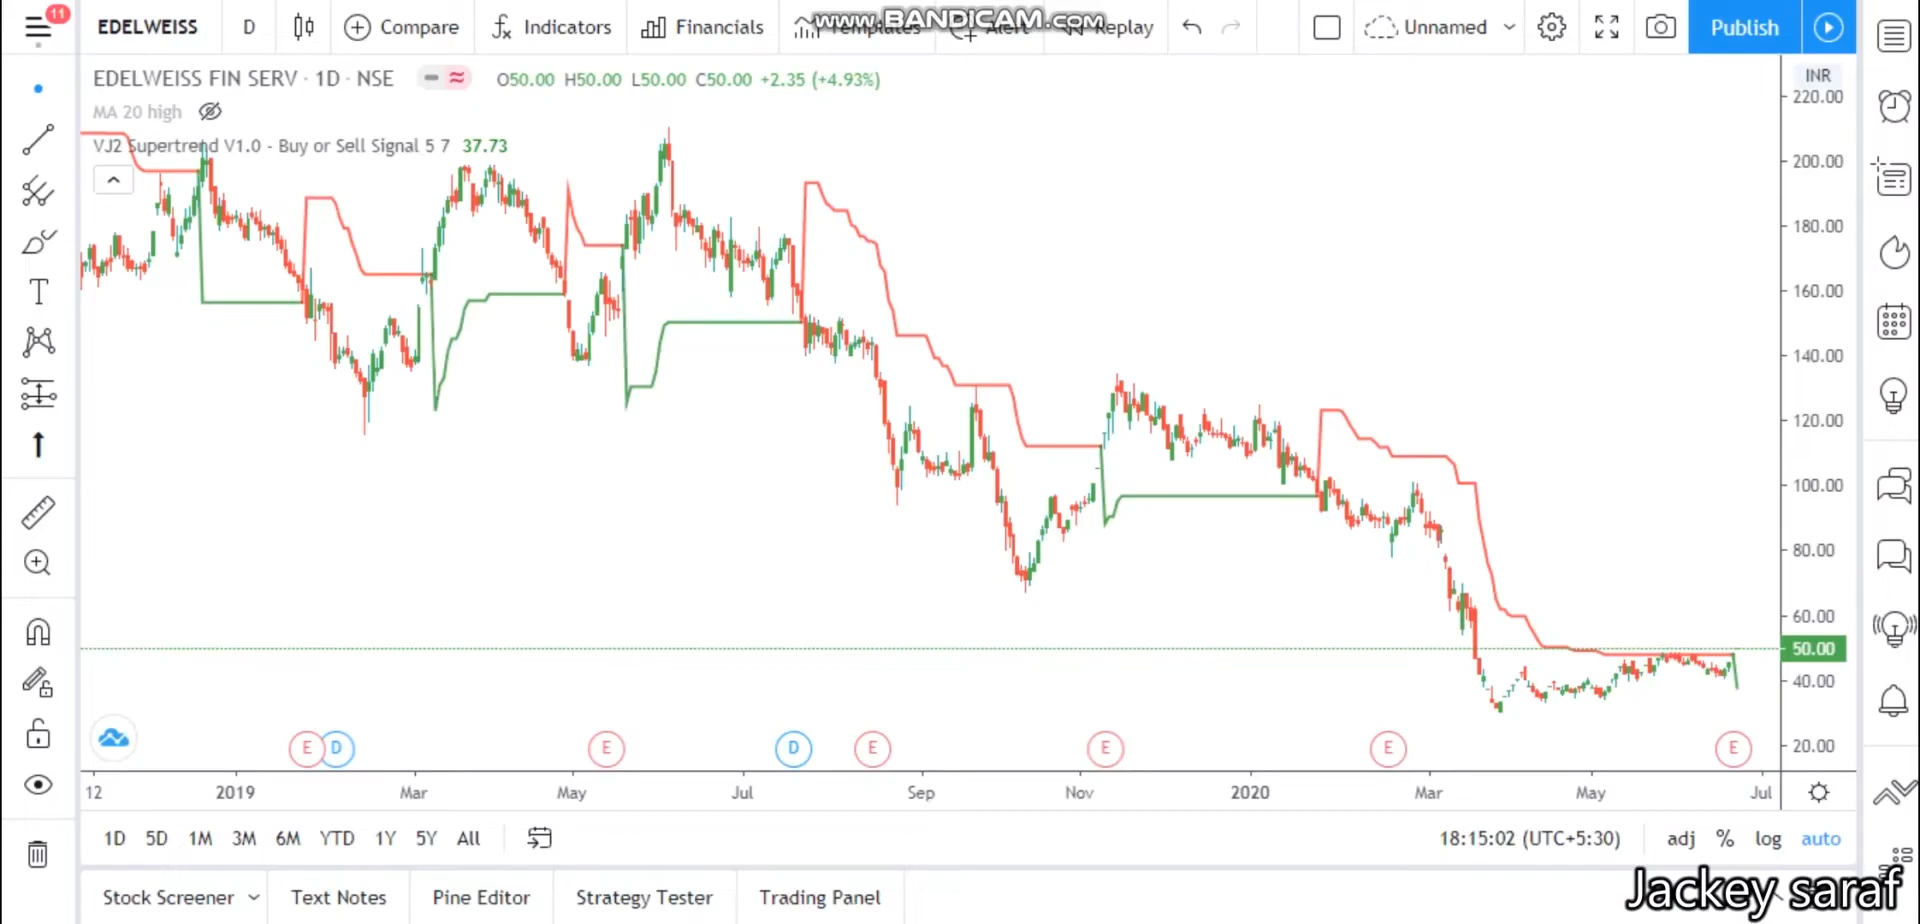 11
EDELWEISS
D
Compare
Indicators
Financials
Templates
Alert
Replay
Unnamed
Publish
www.BANDICAM.com
EDELWEISS FIN SERV · 1D · NSE
O50.00 H50.00 L50.00 C50.00 +2.35 (+4.93%)
MA 20 high
VJ2 Supertrend V1.0 - Buy or Sell Signal 5 7 37.73
INR
220.00
200.00
180.00
160.00
140.00
120.00
100.00
80.00
60.00
50.00
40.00
20.00
E D E D E E E E
12 2019 Mar May Jul Sep Nov 2020 Mar May Jul
1D 5D 1M 3M 6M YTD 1Y 5Y All
18:15:02 (UTC+5:30) adj % log auto
Stock Screener Text Notes Pine Editor Strategy Tester Trading Panel
Jackey saraf